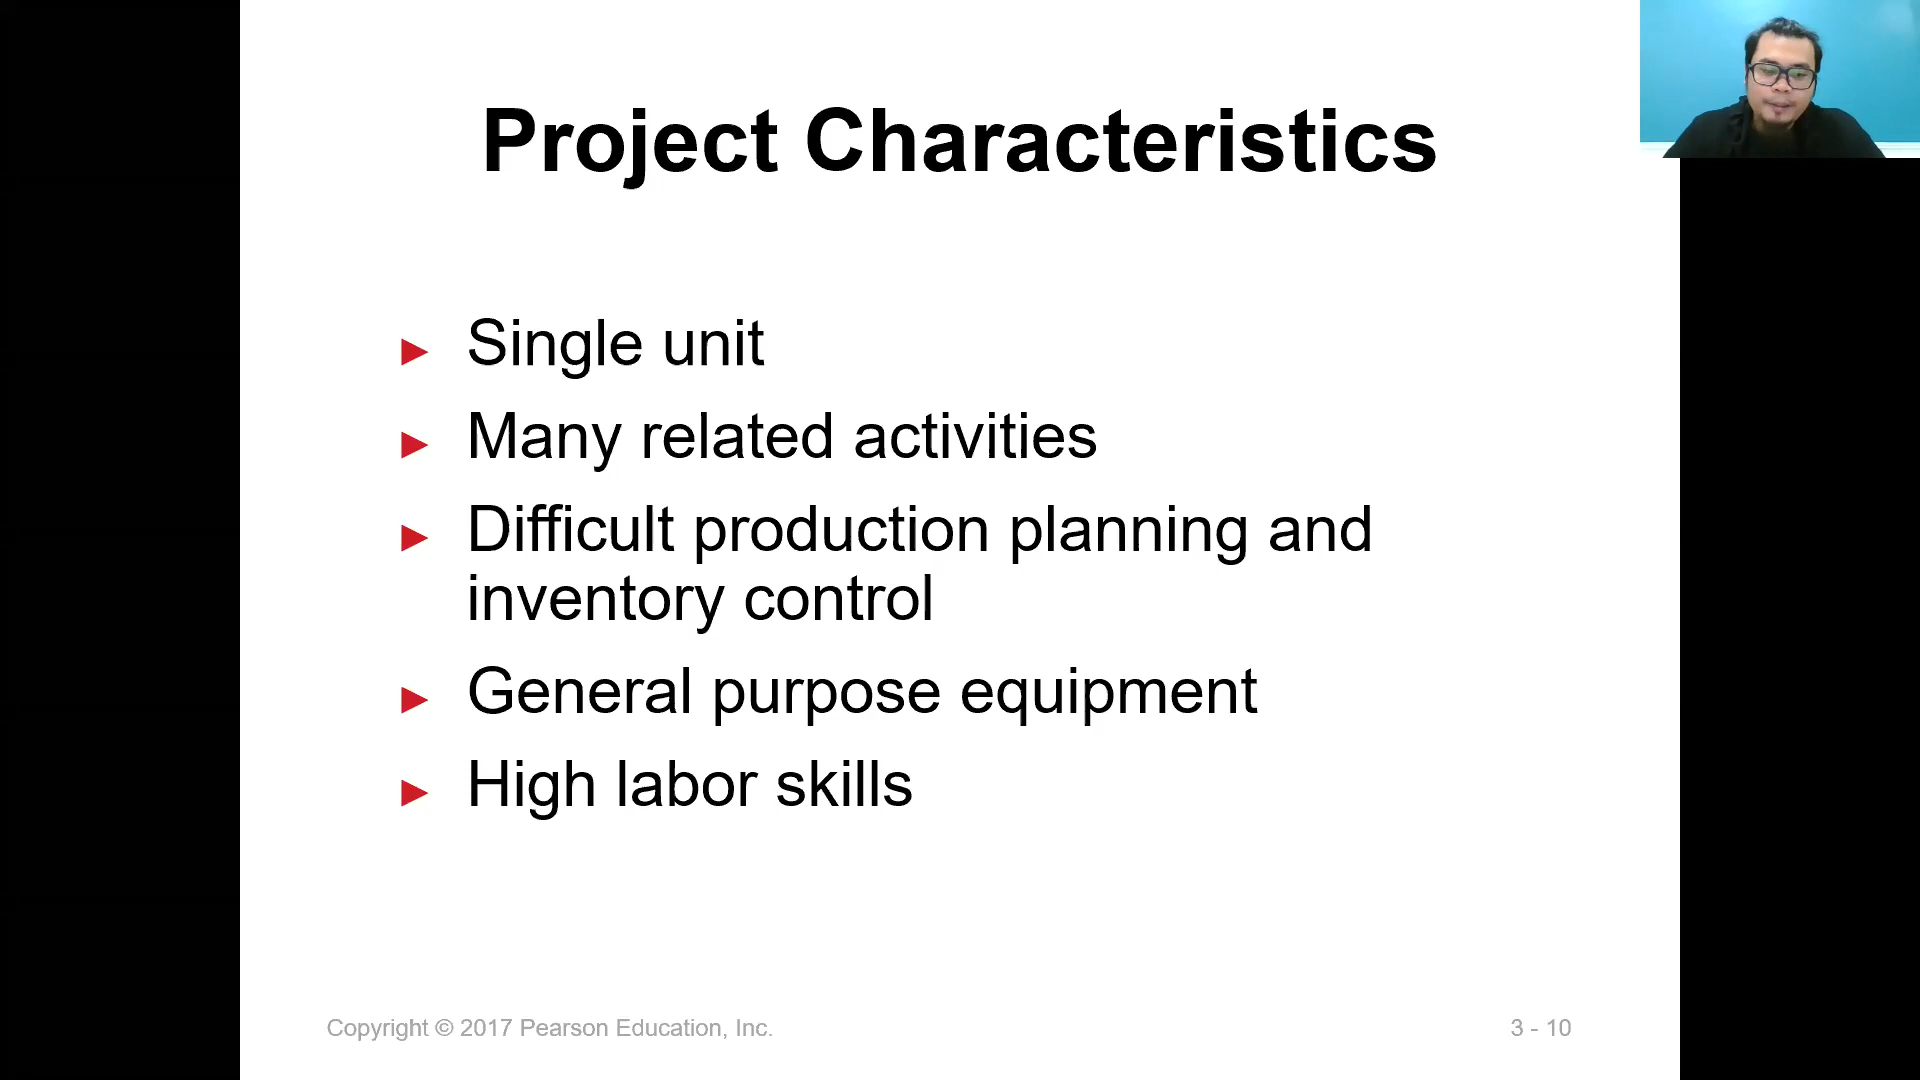 Project Characteristics
► Single unit
► Many related activities
► Difficult production planning and
inventory control
► General purpose equipment
► High labor skills
Copyright © 2017 Pearson Education, Inc.
3 - 10